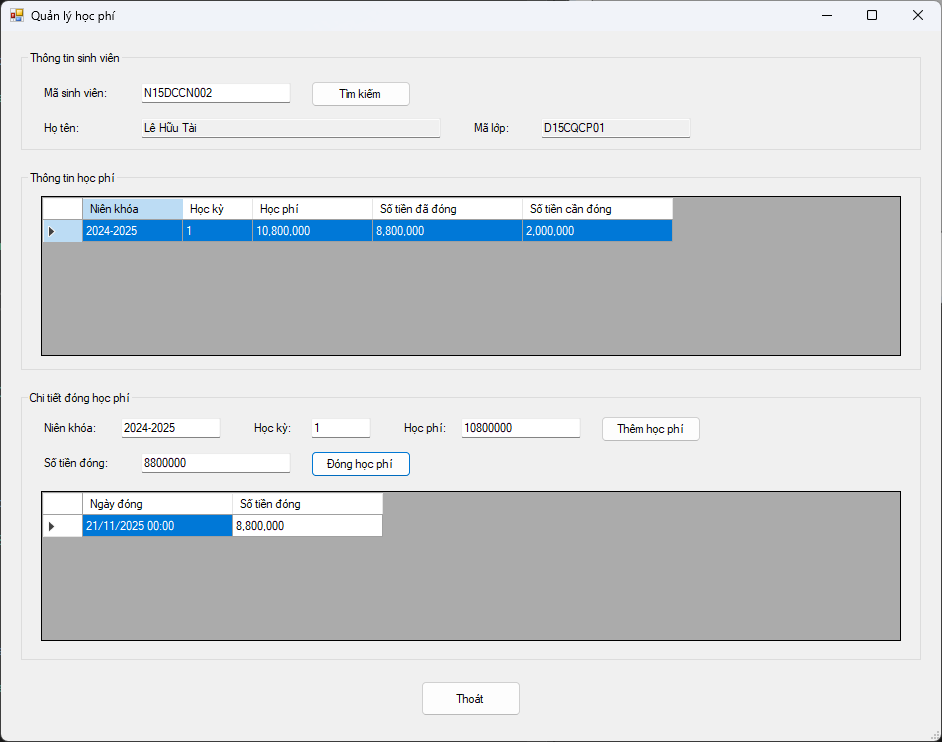 Quản lý học phí
Thông tin sinh viên
Mã sinh viên: N15DCCN002 Tìm kiếm
Họ tên: Lê Hữu Tài Mã lớp: D15CQCP01
Thông tin học phí
Niên khóa Học kỳ Học phí Số tiền đã đóng Số tiền cần đóng
2024-2025 1 10,800,000 8,800,000 2,000,000
Chi tiết đóng học phí
Niên khóa: 2024-2025 Học kỳ: 1 Học phí: 10800000 Thêm học phí
Số tiền đóng: 8800000 Đóng học phí
Ngày đóng Số tiền đóng
21/11/2025 00:00 8,800,000
Thoát